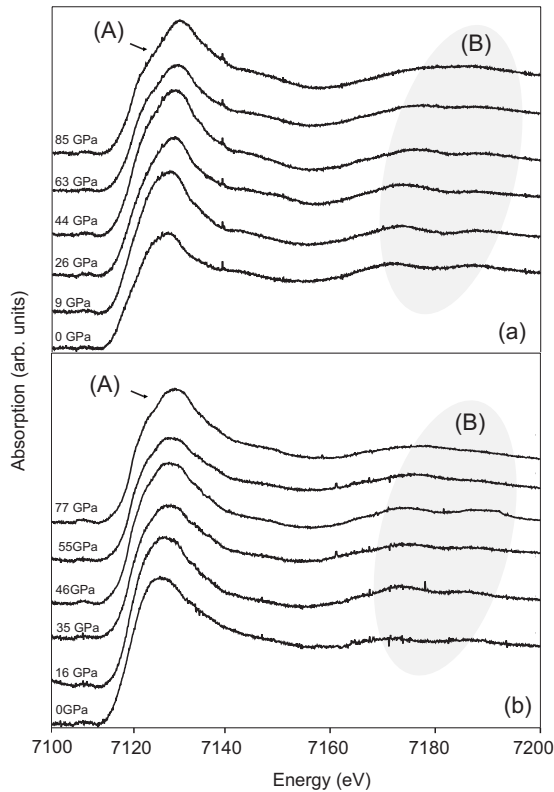 (A)
(B)
85 GPa
63 GPa
44 GPa
26 GPa
9 GPa
0 GPa
(a)
(A)
(B)
77 GPa
55GPa
46GPa
35 GPa
16 GPa
0GPa
(b)
Absorption (arb. units)
7100 7120 7140 7160 7180 7200
Energy (eV)